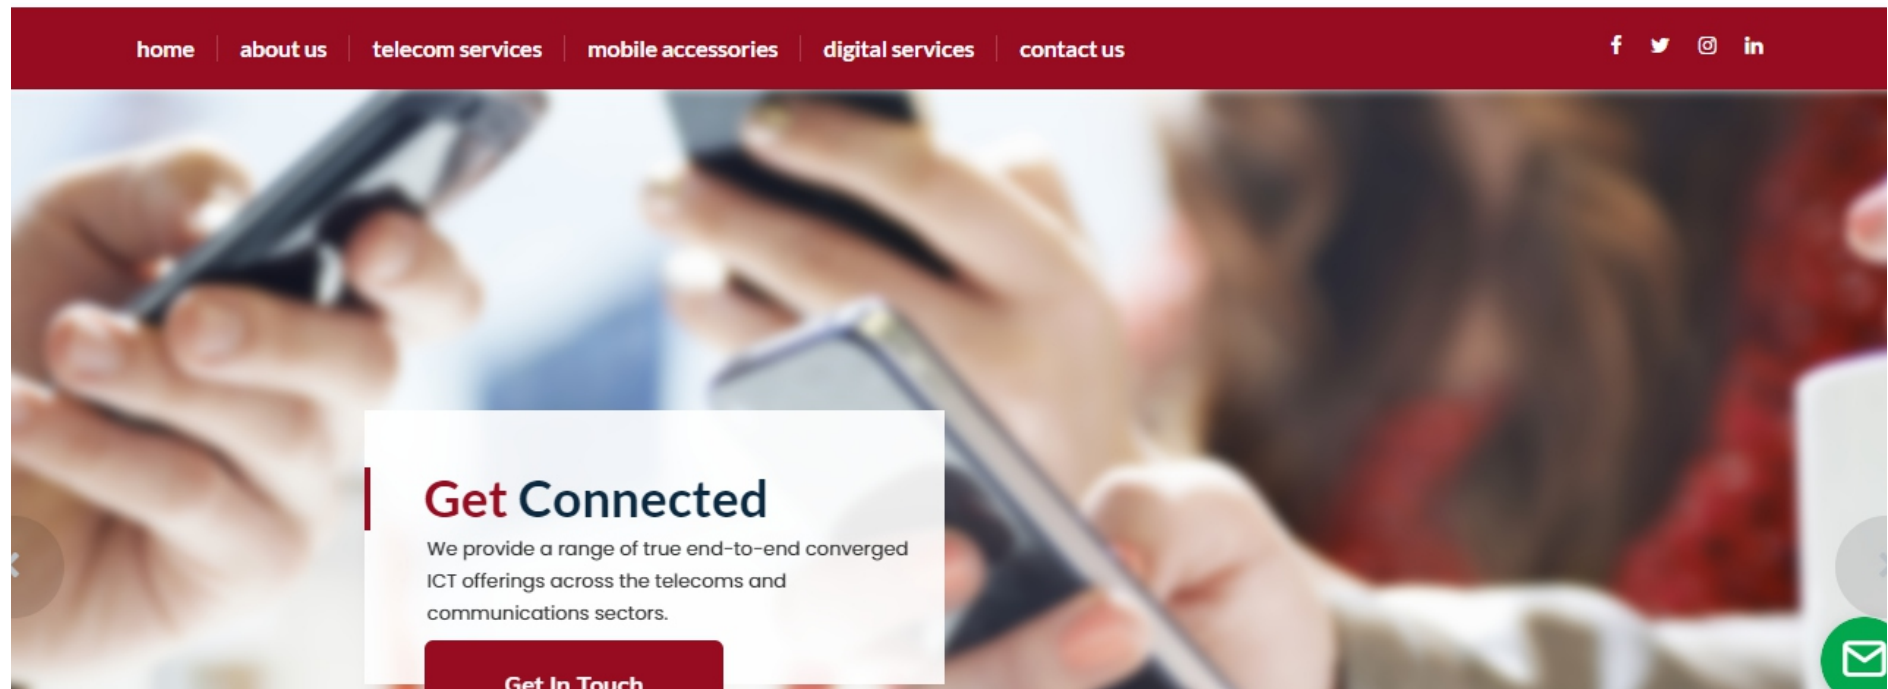 home
about us
telecom services
mobile accessories
digital services
contact us
Get Connected
We provide a range of true end-to-end converged
ICT offerings across the telecoms and
communications sectors.
Get In Touch